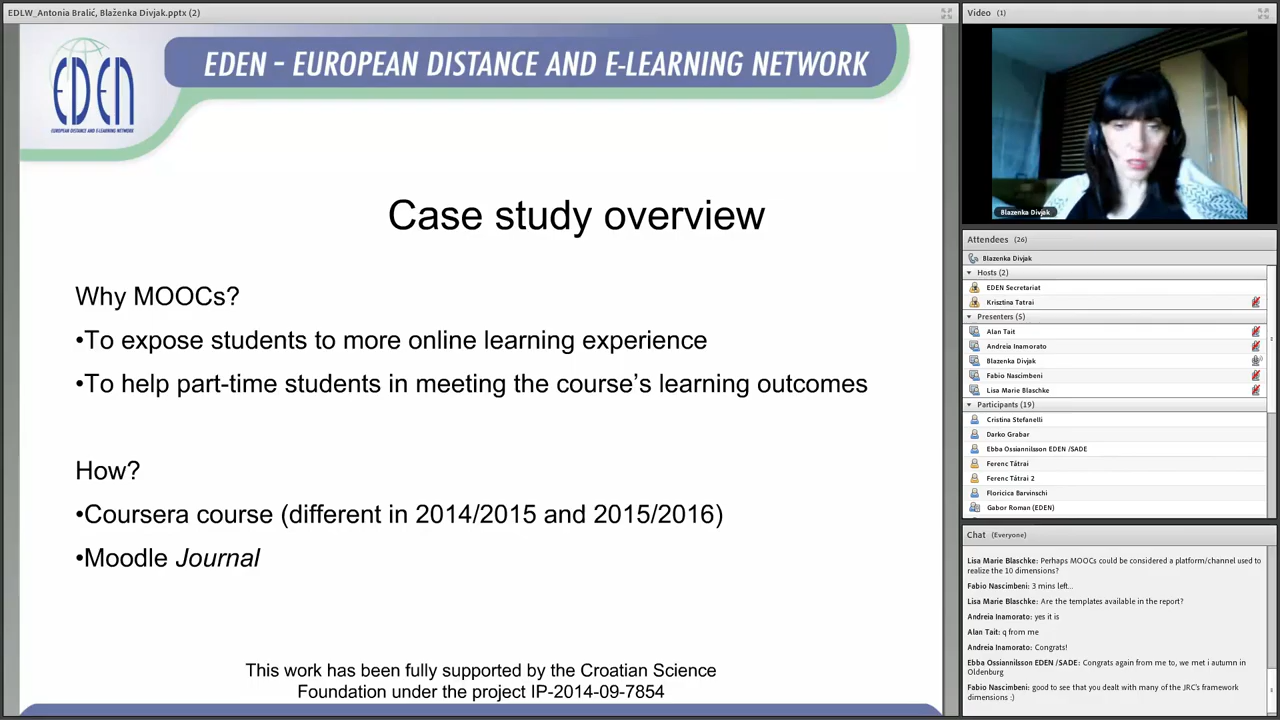 EDLW_Antonia Bralić, Blaženka Divjak.pptx (2)
EDEN
EUROPEAN DISTANCE AND E-LEARNING NETWORK
EDEN – EUROPEAN DISTANCE AND E-LEARNING NETWORK
Case study overview
Why MOOCs?
•To expose students to more online learning experience
•To help part-time students in meeting the course’s learning outcomes
How?
•Coursera course (different in 2014/2015 and 2015/2016)
•Moodle Journal
This work has been fully supported by the Croatian Science
Foundation under the project IP-2014-09-7854
Video (1)
Blazenka Divjak
Attendees (26)
Blazenka Divjak
Hosts (2)
EDEN Secretariat
Krisztina Tatrai
Presenters (5)
Alan Tait
Andreia Inamorato
Blazenka Divjak
Fabio Nascimbeni
Lisa Marie Blaschke
Participants (19)
Cristina Stefanelli
Darko Grabar
Ebba Ossiannilsson EDEN /SADE
Ferenc Tátrai
Ferenc Tátrai 2
Floricica Barvinschi
Gabor Roman (EDEN)
Chat (Everyone)
Lisa Marie Blaschke: Perhaps MOOCs could be considered a platform/channel used to
realize the 10 dimensions?
Fabio Nascimbeni: 3 mins left...
Lisa Marie Blaschke: Are the templates available in the report?
Andreia Inamorato: yes it is
Alan Tait: q from me
Andreia Inamorato: Congrats!
Ebba Ossiannilsson EDEN /SADE: Congrats again from me to, we met i autumn in
Oldenburg
Fabio Nascimbeni: good to see that you dealt with many of the JRC's framework
dimensions :)